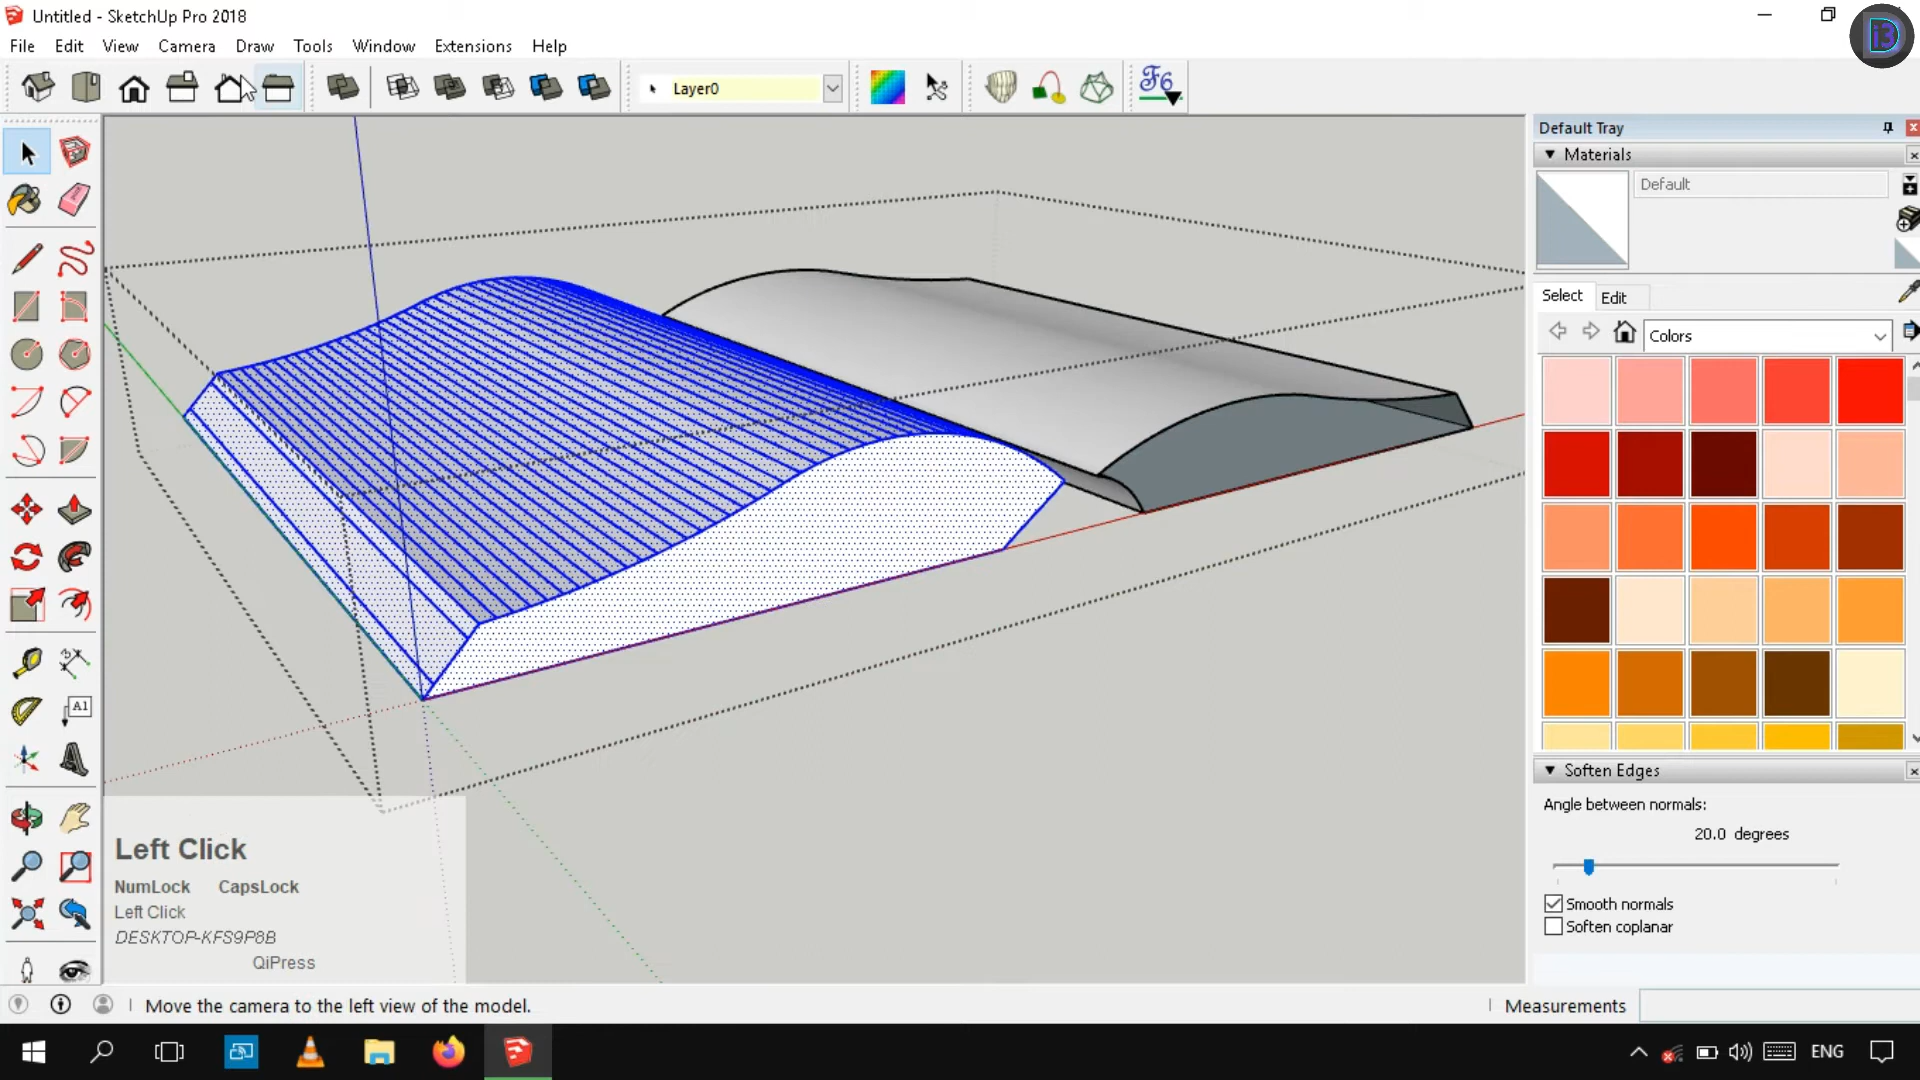 Untitled - SketchUp Pro 2018
File Edit View Camera Draw Tools Window Extensions Help
Layer0
Default Tray
Materials
Default
Select Edit
Colors
A1
Soften Edges
Angle between normals:
20.0 degrees
Smooth normals
Soften coplanar
Left Click
NumLock CapsLock
Left Click
DESKTOP-KFS9P8B
QiPress
Move the camera to the left view of the model.
Measurements
ENG